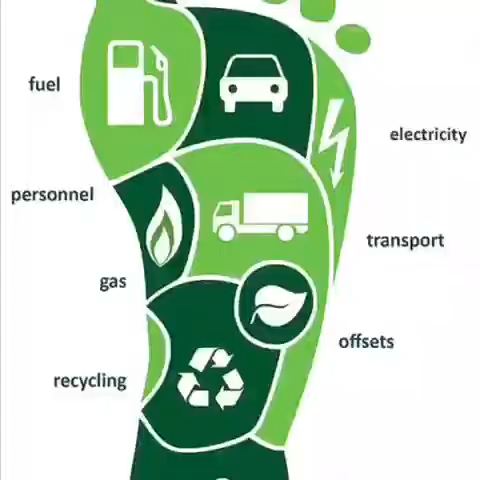 fuel
electricity
personnel
transport
gas
offsets
recycling